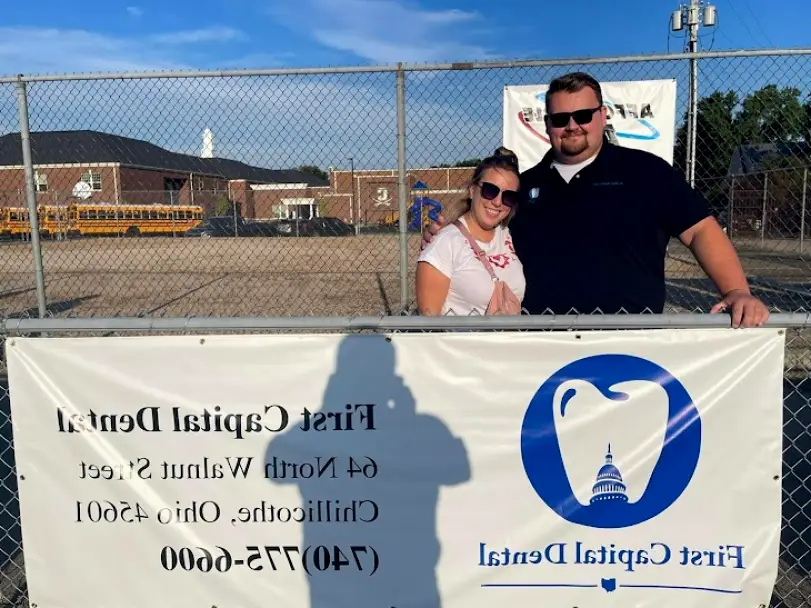 First Capital Dental
64 North Walnut Street
Chillicothe, Ohio 45601
(740)775-6600
First Capital Dental